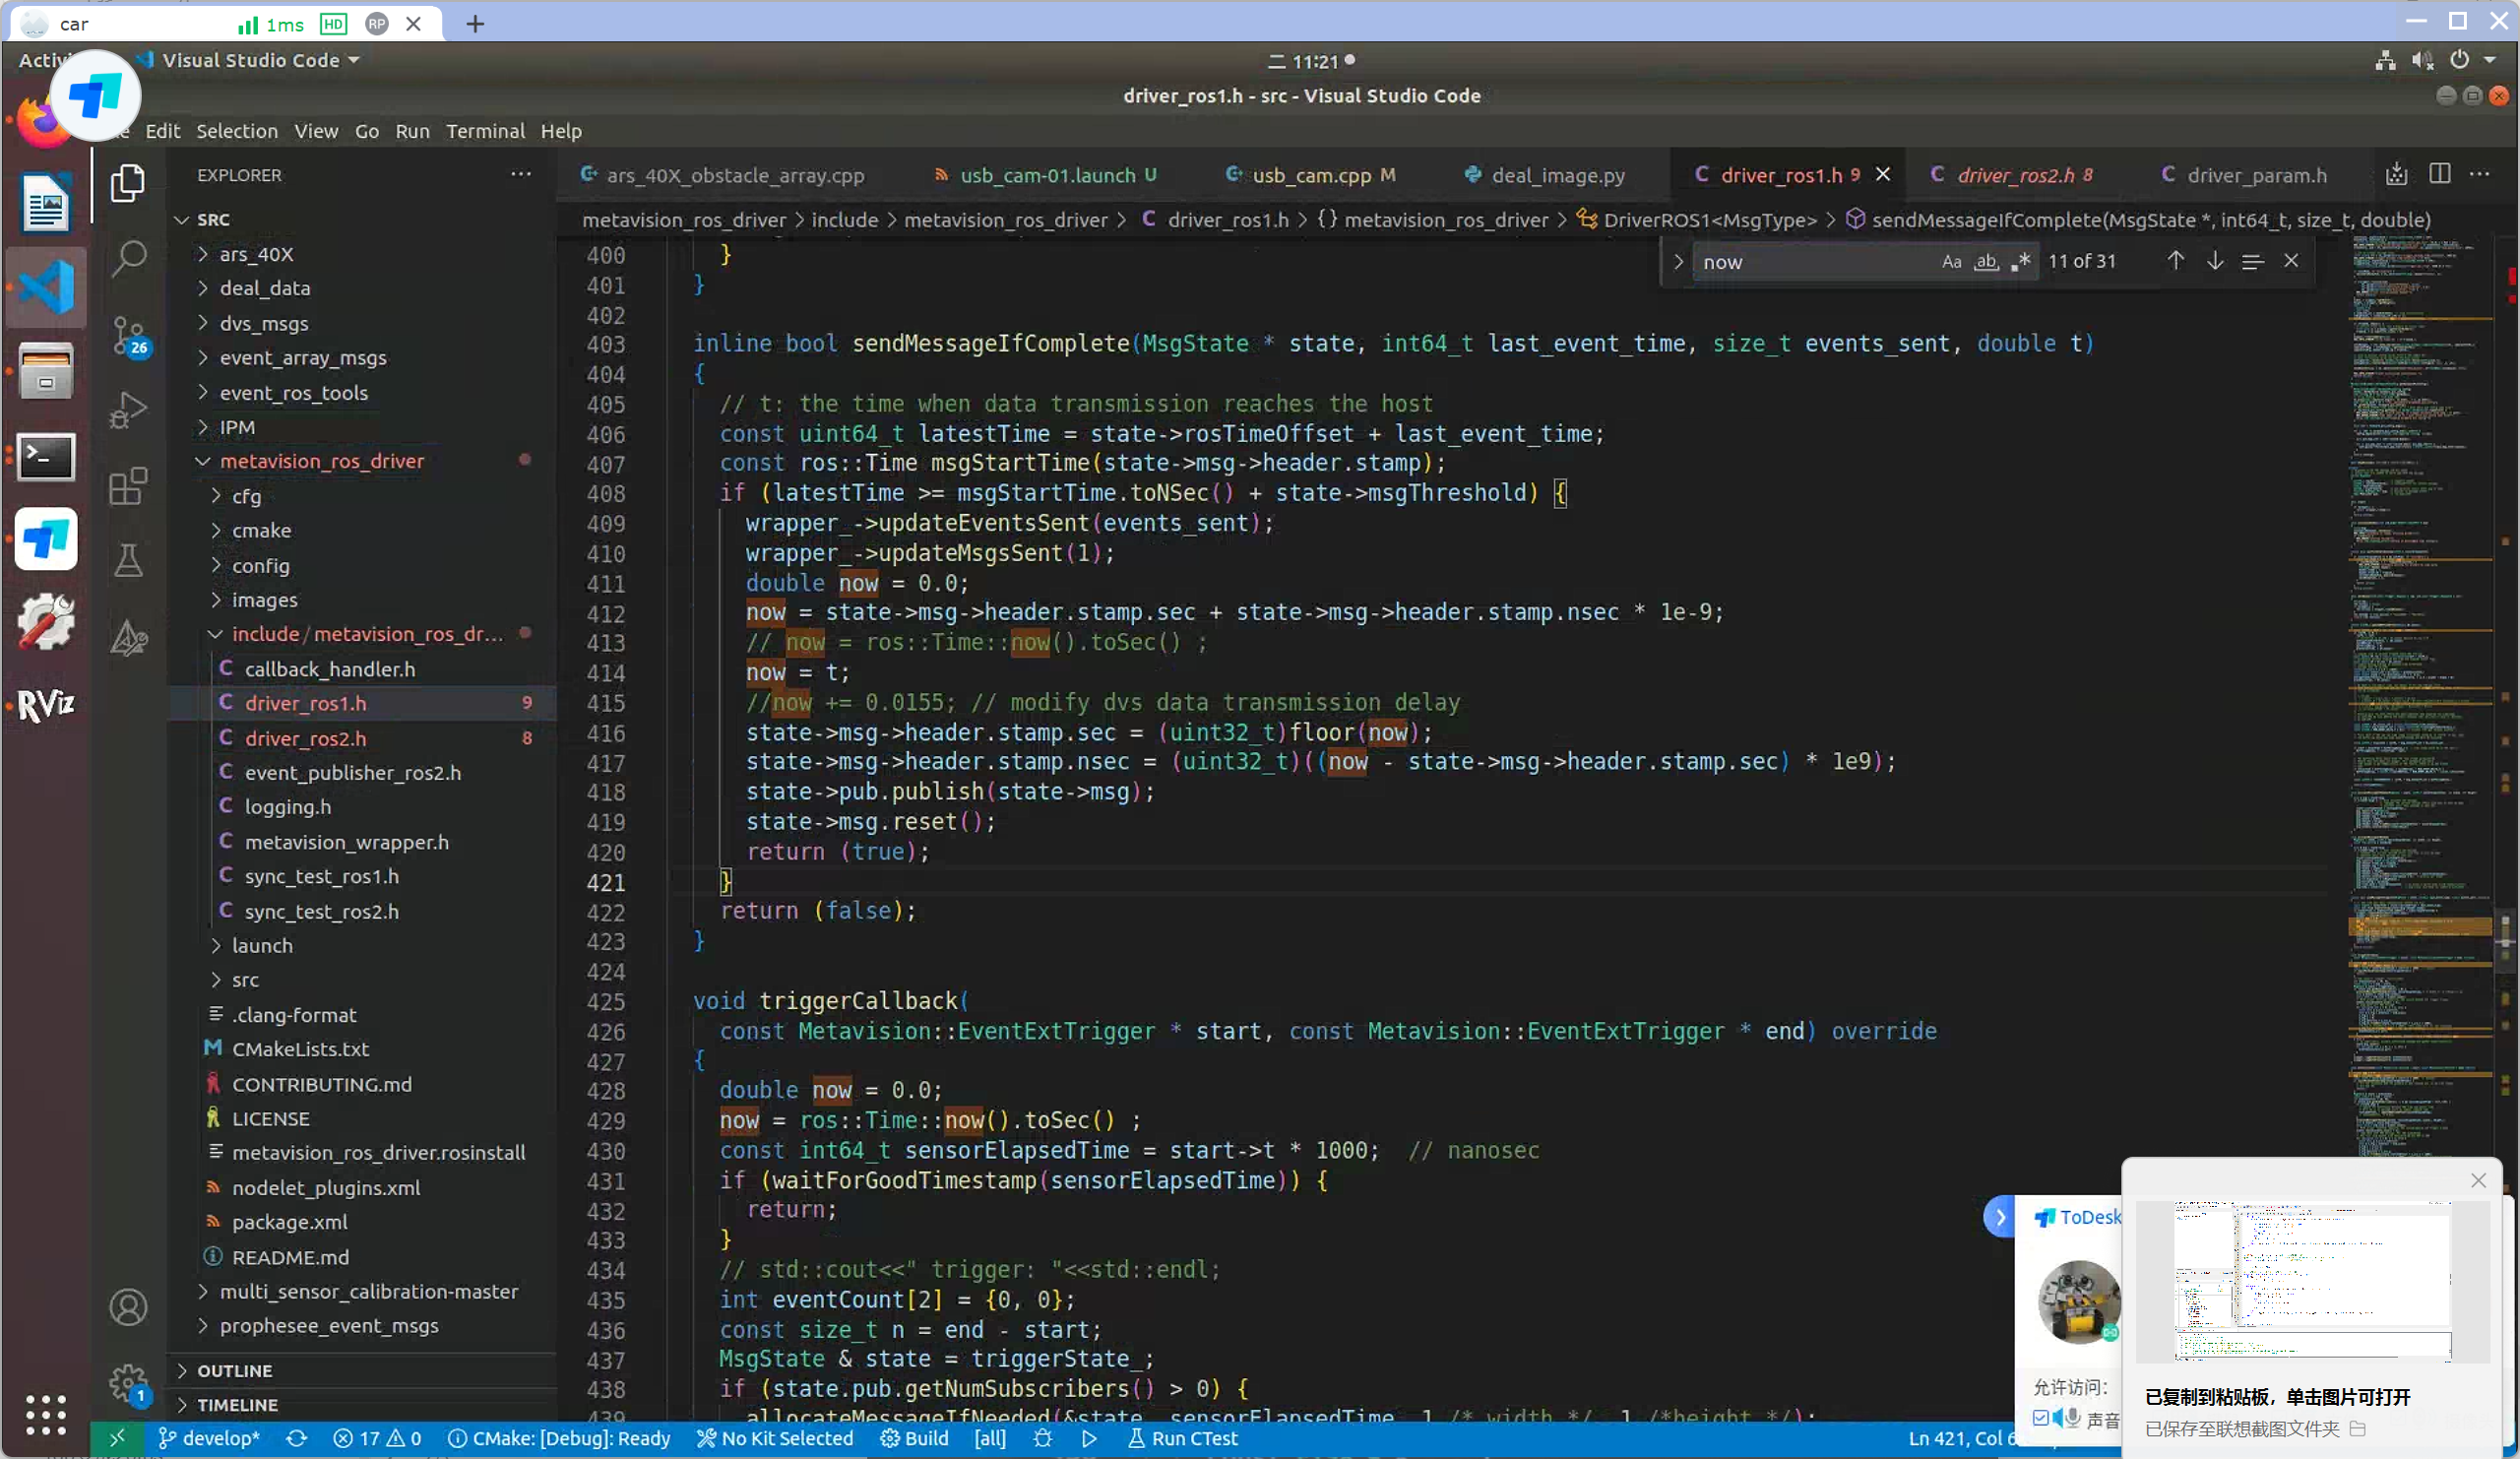 car
1ms
HD
RP
Visual Studio Code
二 11:21
driver_ros1.h - src - Visual Studio Code
Edit Selection View Go Run Terminal Help
EXPLORER
ars_40X_obstacle_array.cpp
usb_cam-01.launch U
usb_cam.cpp M
deal_image.py
driver_ros1.h 9
driver_ros2.h 8
driver_param.h
metavision_ros_driver > include > metavision_ros_driver > C driver_ros1.h > {} metavision_ros_driver > DriverROS1<MsgType> > sendMessageIfComplete(MsgState *, int64_t, size_t, double)
now
Aa ab .* 11 of 31
SRC
ars_40X
deal_data
dvs_msgs
event_array_msgs
event_ros_tools
IPM
metavision_ros_driver
cfg
cmake
config
images
include/metavision_ros_dr...
C callback_handler.h
C driver_ros1.h 9
C driver_ros2.h 8
C event_publisher_ros2.h
C logging.h
C metavision_wrapper.h
C sync_test_ros1.h
C sync_test_ros2.h
launch
src
.clang-format
M CMakeLists.txt
CONTRIBUTING.md
LICENSE
metavision_ros_driver.rosinstall
nodelet_plugins.xml
package.xml
README.md
multi_sensor_calibration-master
prophesee_event_msgs
OUTLINE
TIMELINE
26
1
RViz
400 }
401 }
402
403 inline bool sendMessageIfComplete(MsgState * state, int64_t last_event_time, size_t events_sent, double t)
404 {
405 // t: the time when data transmission reaches the host
406 const uint64_t latestTime = state->rosTimeOffset + last_event_time;
407 const ros::Time msgStartTime(state->msg->header.stamp);
408 if (latestTime >= msgStartTime.toNSec() + state->msgThreshold) {
409 wrapper_->updateEventsSent(events_sent);
410 wrapper_->updateMsgsSent(1);
411 double now = 0.0;
412 now = state->msg->header.stamp.sec + state->msg->header.stamp.nsec * 1e-9;
413 // now = ros::Time::now().toSec() ;
414 now = t;
415 //now += 0.0155; // modify dvs data transmission delay
416 state->msg->header.stamp.sec = (uint32_t)floor(now);
417 state->msg->header.stamp.nsec = (uint32_t)((now - state->msg->header.stamp.sec) * 1e9);
418 state->pub.publish(state->msg);
419 state->msg.reset();
420 return (true);
421 }
422 return (false);
423 }
424
425 void triggerCallback(
426 const Metavision::EventExtTrigger * start, const Metavision::EventExtTrigger * end) override
427 {
428 double now = 0.0;
429 now = ros::Time::now().toSec() ;
430 const int64_t sensorElapsedTime = start->t * 1000; // nanosec
431 if (waitForGoodTimestamp(sensorElapsedTime)) {
432 return;
433 }
434 // std::cout<<" trigger: "<<std::endl;
435 int eventCount[2] = {0, 0};
436 const size_t n = end - start;
437 MsgState & state = triggerState_;
438 if (state.pub.getNumSubscribers() > 0) {
439 allocateMessageIfNeeded(&state, sensorElapsedTime, 1 /* width */, 1 /*height */);
ToDesk
允许访问:
声音
已复制到粘贴板，单击图片可打开
已保存至联想截图文件夹
develop*
17 0
CMake: [Debug]: Ready
No Kit Selected
Build
[all]
Run CTest
Ln 421, Col